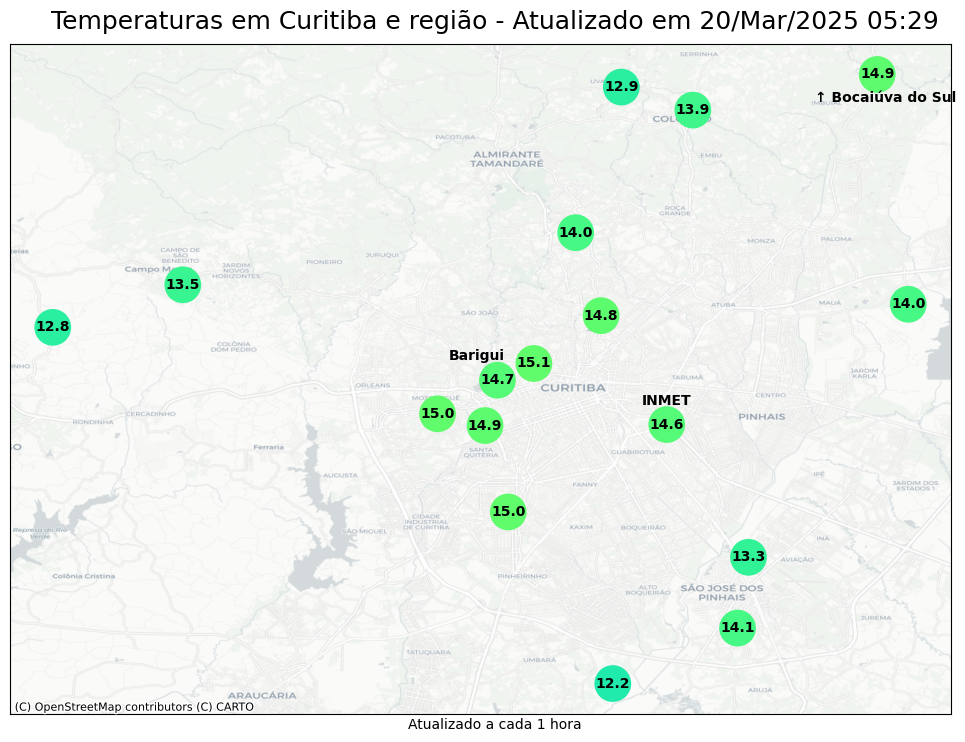 Temperaturas em Curitiba e região - Atualizado em 20/Mar/2025 05:29
SERRINHA
14.9
12.9
↑ Bocaiúva do Sul
13.9
PACOTUBA
ALMIRANTE
TAMANDARÉ
EMBU
ROÇA
GRANDE
14.0
MONZA
PALOMA
CAMPO DE
SÃO
BENEDITO
JURUQUI
PIONEIRO
JARDIM
NOVOS
HORIZONTES
13.5
14.0
12.8
SÃO JOÃO
14.8
ATUBA
MAUÁ
COLÔNIA
DOM PEDRO
Barigui
15.1
14.7
CURITIBA
TARUMÃ
JARDIM
KARLA
ORLEANS
INMET
CENTRO
15.0
14.9
14.6
PINHAIS
CERCADINHO
RONDINHA
Ferraria
SANTA
QUITÉRIA
GUABIROTUBA
AUGUSTA
IPÊ
FANNY
JARDIM DOS
ESTADOS I
15.0
CIDADE
INDUSTRIAL
DE CURITIBA
SÃO MIGUEL
XAXIM
BOQUEIRÃO
Represa do Rio
Verde
INÁ
13.3
AVIAÇÃO
Colônia Cristina
PINHEIRINHO
ALTO
BOQUEIRÃO
SÃO JOSÉ DOS
PINHAIS
JUREMA
14.1
TATUQUARA
UMBARÁ
12.2
ARUJÁ
ARAUCÁRIA
(C) OpenStreetMap contributors (C) CARTO
Atualizado a cada 1 hora